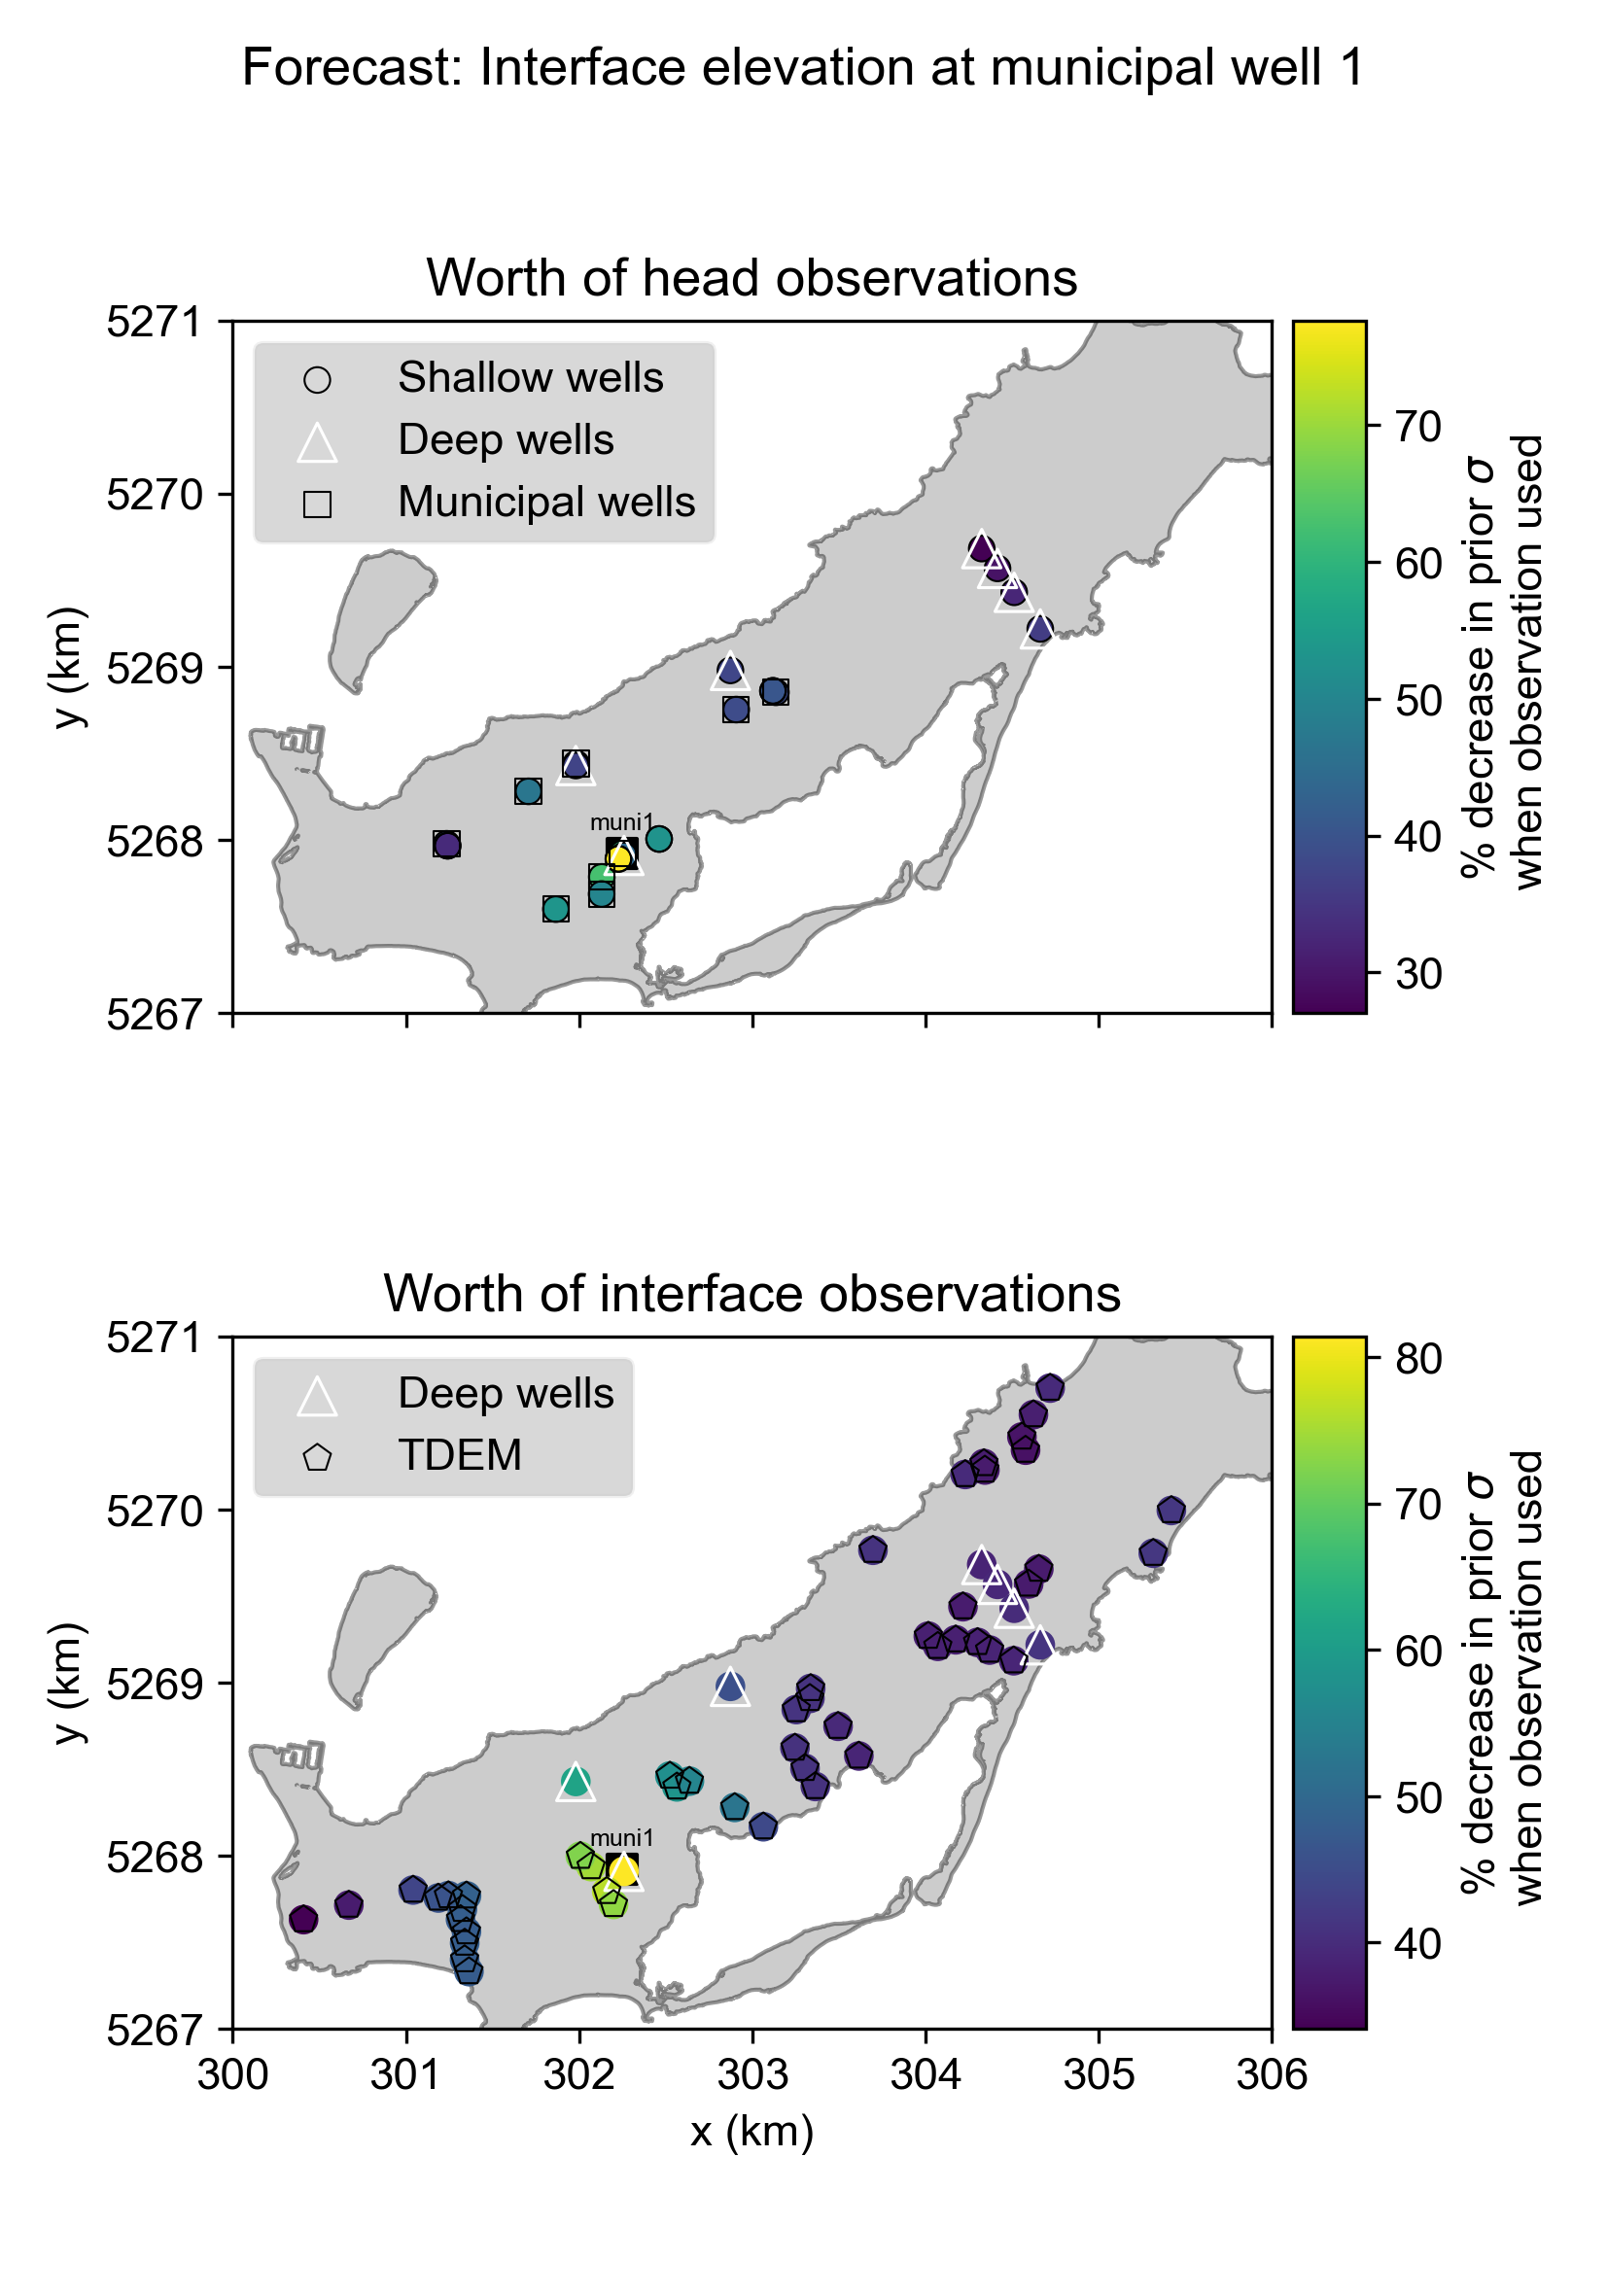 Forecast: Interface elevation at municipal well 1
Worth of head observations
5271
5270
5269
5268
5267
y (km)
Shallow wells
Deep wells
Municipal wells
muni1
70
60
50
40
30
% decrease in prior σ
when observation used
Worth of interface observations
5271
5270
5269
5268
5267
y (km)
Deep wells
TDEM
muni1
300 301 302 303 304 305 306
x (km)
80
70
60
50
40
% decrease in prior σ
when observation used